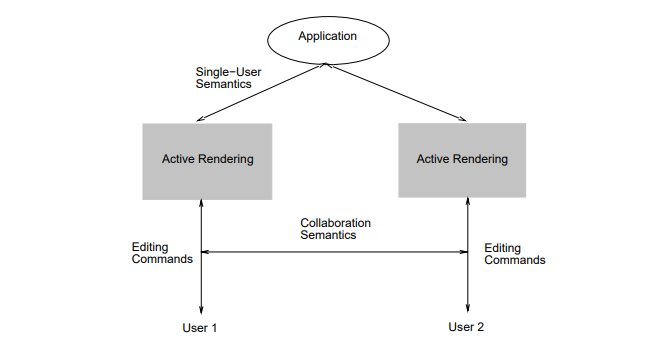 Application
Single−User
Semantics
Active Rendering
Active Rendering
Collaboration
Semantics
Editing
Commands
Editing
Commands
User 1
User 2